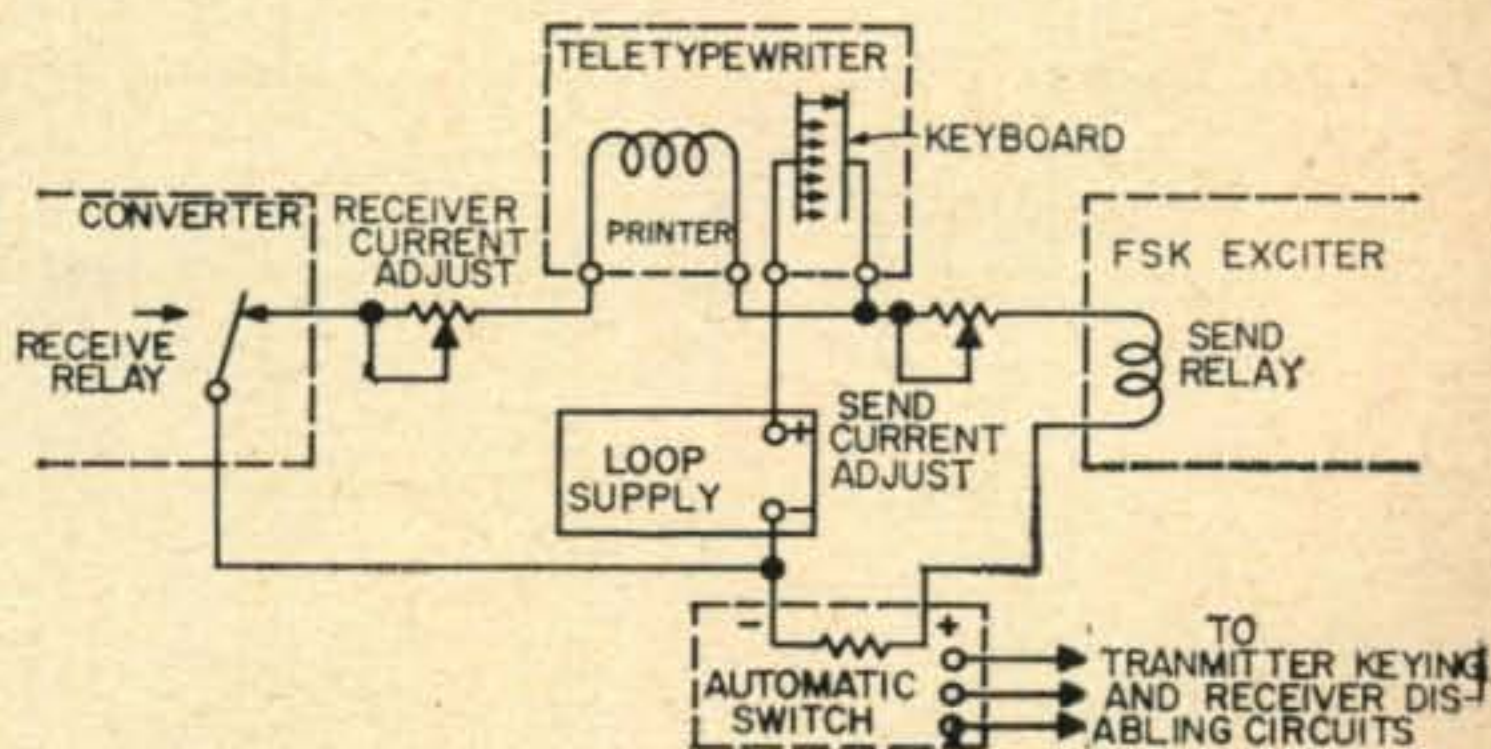 TELETYPEWRITER
KEYBOARD
PRINTER
CONVERTER
RECEIVER
CURRENT
ADJUST
FSK EXCITER
RECEIVE
RELAY
SEND
RELAY
LOOP
SUPPLY
+
-
SEND
CURRENT
ADJUST
- +
AUTOMATIC
SWITCH
TO
TRANMITTER KEYING
AND RECEIVER DIS-
ABLING CIRCUITS